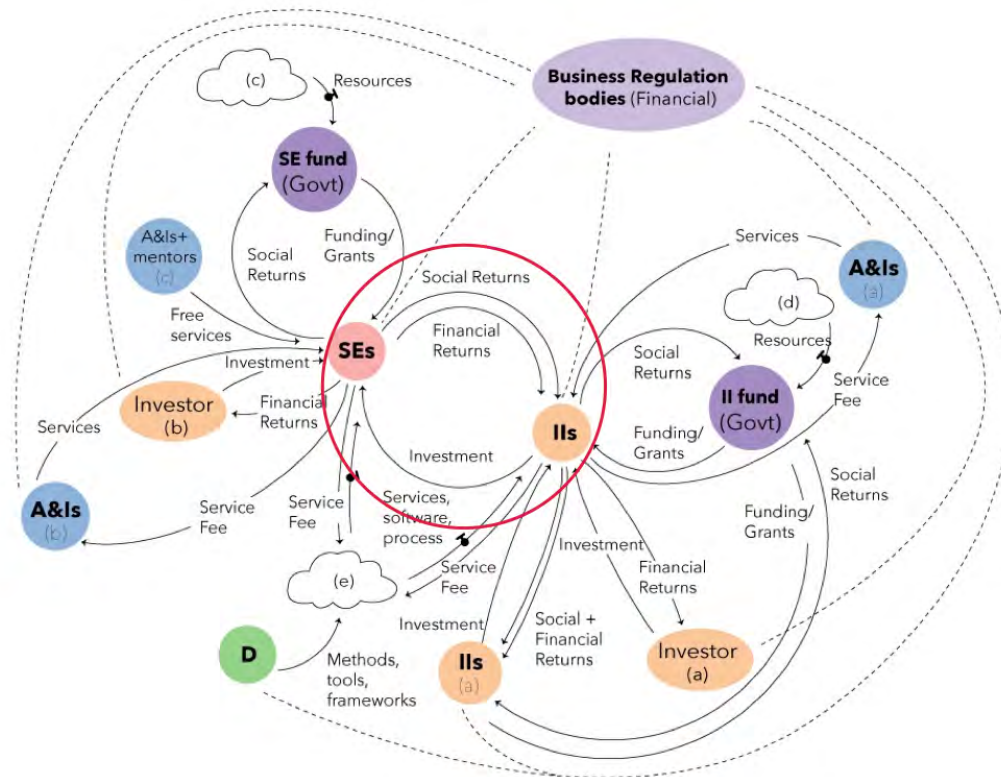 Business Regulation
bodies (Financial)
(c)
Resources
SE fund
(Govt)
A&Is+
mentors
(c)
Social
Returns
Funding/
Grants
Social Returns
Services
A&Is
(a)
(d)
Resources
Free
services
SEs
Financial
Returns
Social
Returns
Service
Fee
Investment
Investor
(b)
Financial
Returns
II fund
(Govt)
Services
IIs
Funding/
Grants
Investment
Social
Returns
A&Is
(b)
Service
Fee
Service
Fee
Services,
software,
process
Funding/
Grants
Investment
(e)
Service
Fee
Financial
Returns
Investment
Social +
Financial
Returns
D
Methods,
tools,
frameworks
IIs
(a)
Investor
(a)